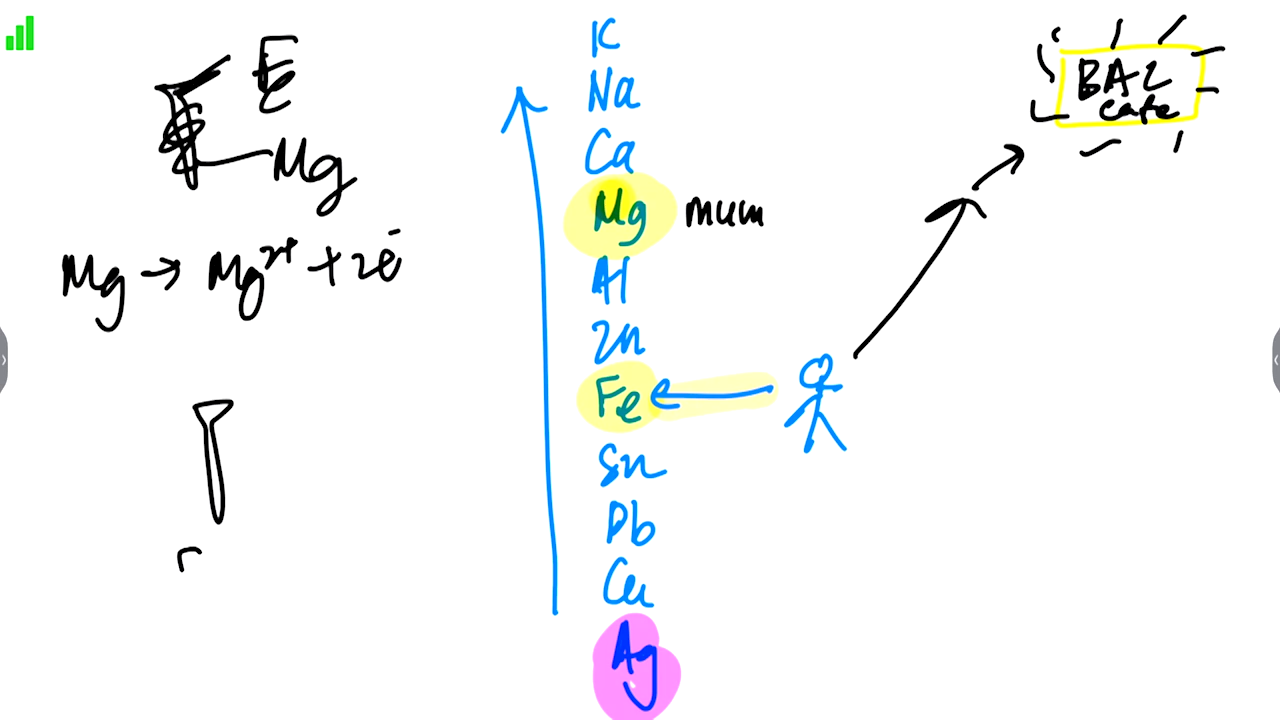 E
Mg
Mg → Mg²⁺ + 2e⁻
K
Na
Ca
Mg mum
Al
Zn
Fe
Sn
Pb
Cu
Ag
BAZ
cafe